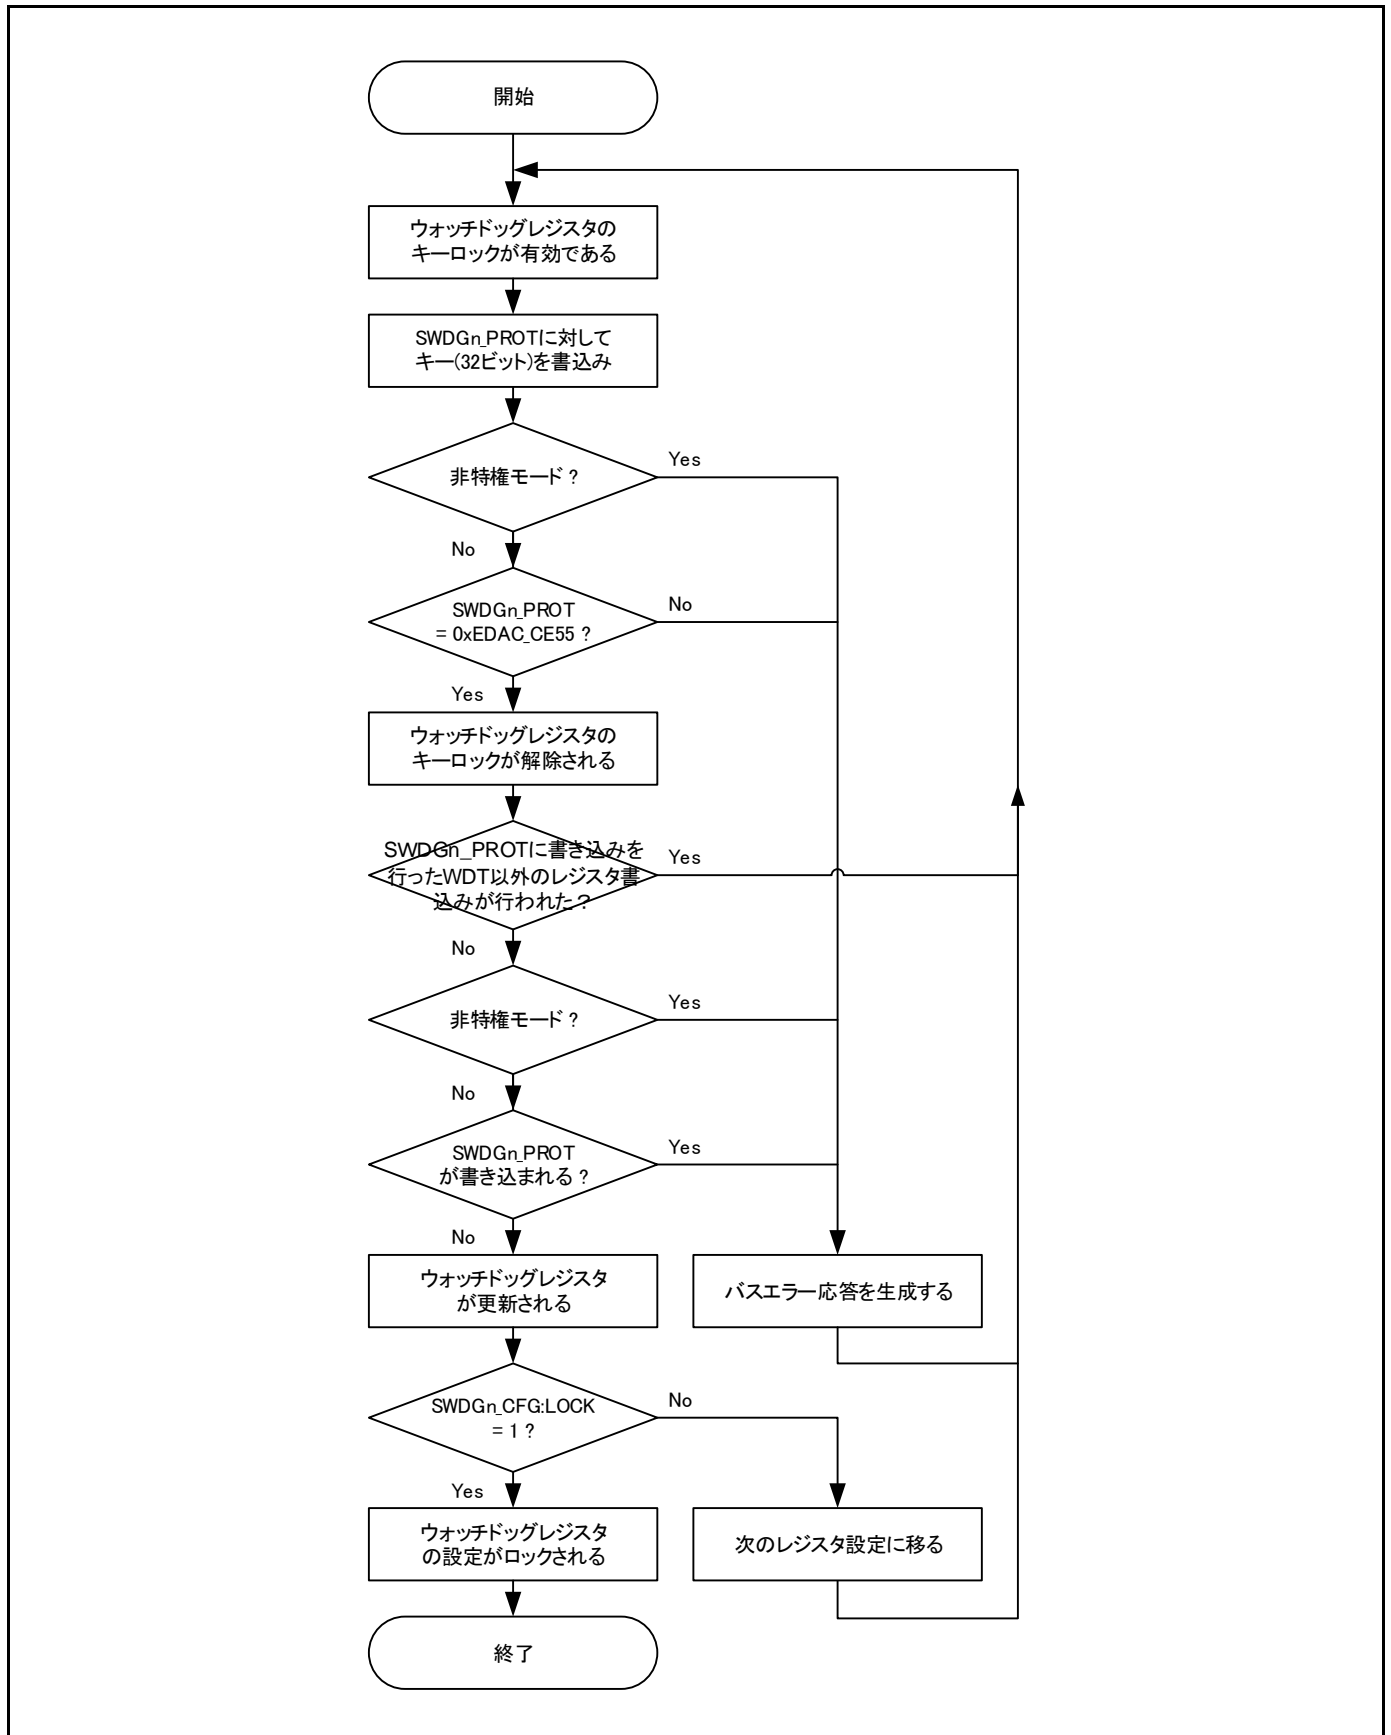 開始
ウォッチドッグレジスタの
キーロックが有効である
SWDGn_PROTに対して
キー(32ビット)を書込み
非特権モード？
Yes
No
SWDGn_PROT
= 0xEDAC_CE55 ?
No
Yes
ウォッチドッグレジスタの
キーロックが解除される
SWDGn_PROTに書き込みを
行ったWDT以外のレジスタ書
込みが行われた？
Yes
No
非特権モード？
Yes
No
SWDGn_PROT
が書き込まれる？
Yes
No
ウォッチドッグレジスタ
が更新される
バスエラー応答を生成する
SWDGn_CFG:LOCK
= 1 ?
No
Yes
ウォッチドッグレジスタ
の設定がロックされる
次のレジスタ設定に移る
終了